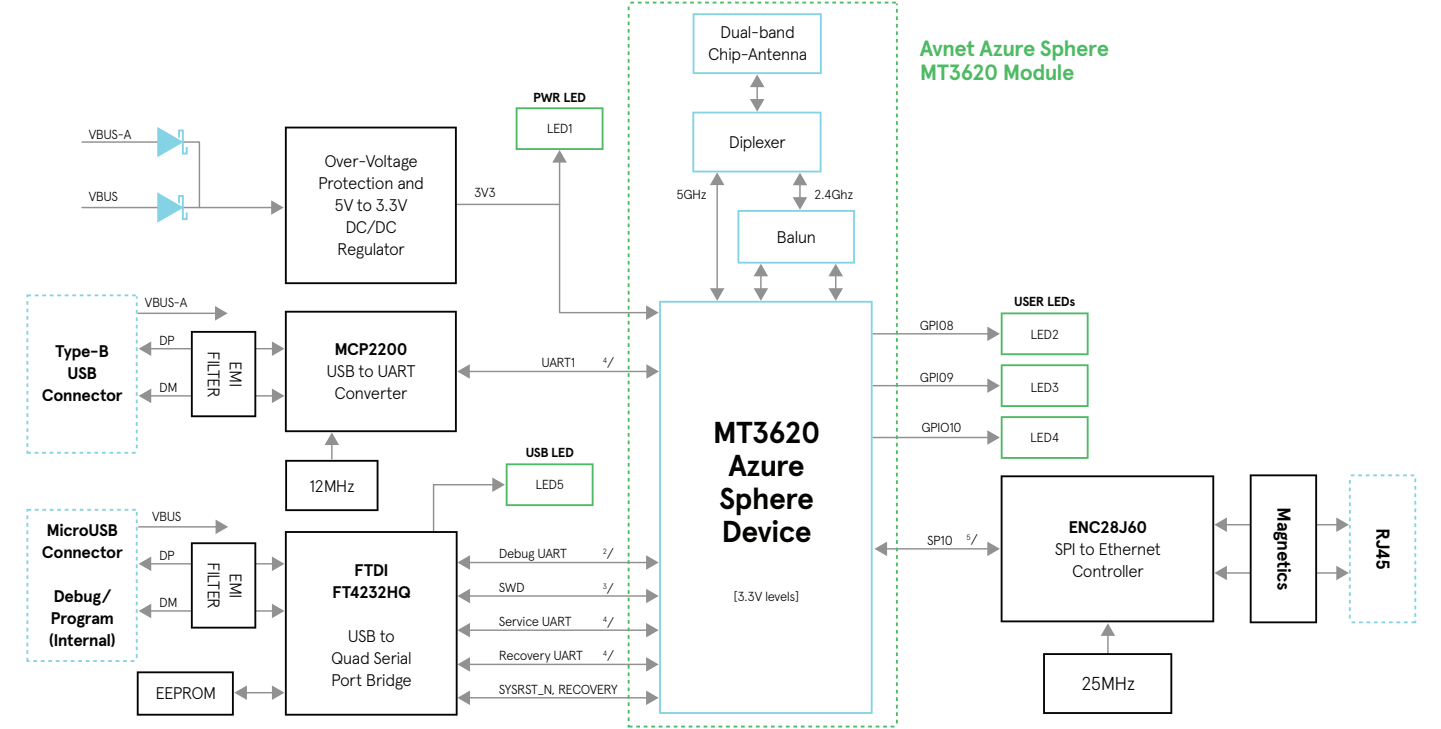 Dual-band
Chip-Antenna
Avnet Azure Sphere
MT3620 Module
PWR LED
LED1
VBUS-A
VBUS
Over-Voltage
Protection and
5V to 3.3V
DC/DC
Regulator
3V3
Diplexer
5GHz
2.4Ghz
Balun
VBUS-A
Type-B
USB
Connector
DP
DM
EMI
FILTER
MCP2200
USB to UART
Converter
UART1
4/
12MHz
USB LED
LED5
USER LEDs
GPI08
LED2
GPI09
LED3
GPIO10
LED4
MT3620
Azure
Sphere
Device
[3.3V levels]
MicroUSB
Connector
Debug/
Program
(Internal)
VBUS
DP
DM
EMI
FILTER
FTDI
FT4232HQ
USB to
Quad Serial
Port Bridge
EEPROM
Debug UART 2/
SWD 3/
Service UART 4/
Recovery UART 4/
SYSRST_N, RECOVERY
SP10 5/
ENC28J60
SPI to Ethernet
Controller
25MHz
Magnetics
RJ45